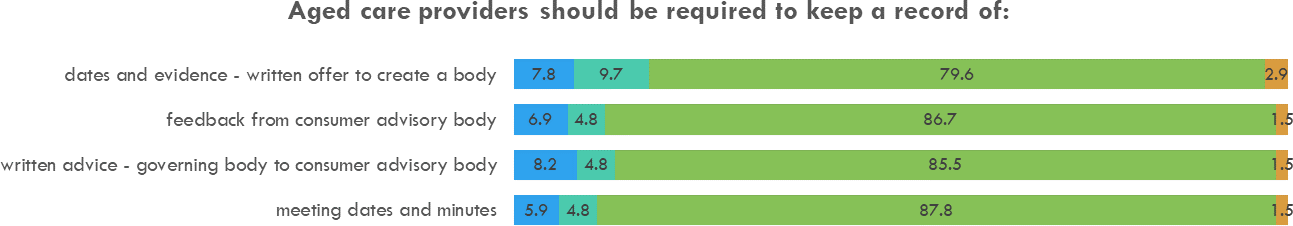 Aged care providers should be required to keep a record of:
dates and evidence - written offer to create a body 7.8 9.7 79.6 2.9
feedback from consumer advisory body 6.9 4.8 86.7 1.5
written advice - governing body to consumer advisory body 8.2 4.8 85.5 1.5
meeting dates and minutes 5.9 4.8 87.8 1.5